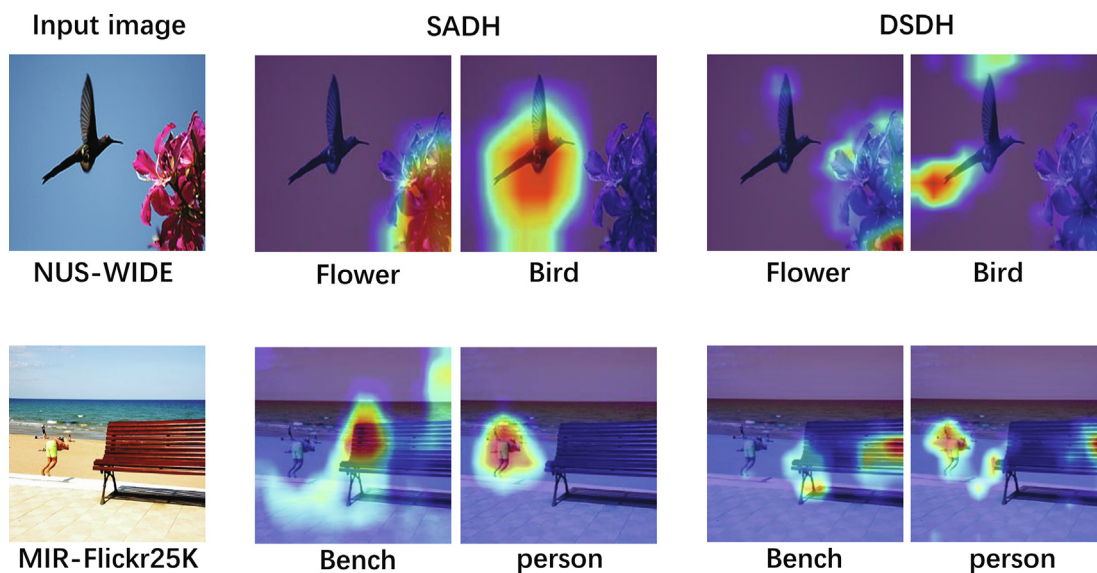 Input image
SADH
DSDH
NUS-WIDE
Flower
Bird
Flower
Bird
MIR-Flickr25K
Bench
person
Bench
person